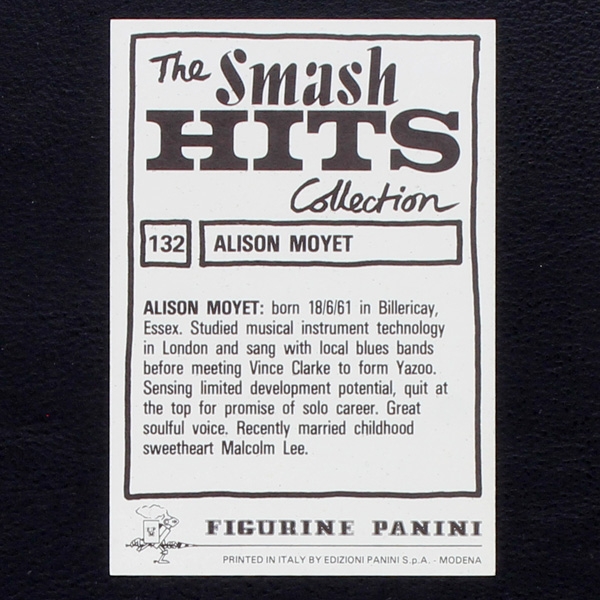 The Smash
HITS
Collection
132 ALISON MOYET
ALISON MOYET: born 18/6/61 in Billericay,
Essex. Studied musical instrument technology
in London and sang with local blues bands
before meeting Vince Clarke to form Yazoo.
Sensing limited development potential, quit at
the top for promise of solo career. Great
soulful voice. Recently married childhood
sweetheart Malcolm Lee.
FIGURINE PANINI
PRINTED IN ITALY BY EDIZIONI PANINI S.p.A. - MODENA